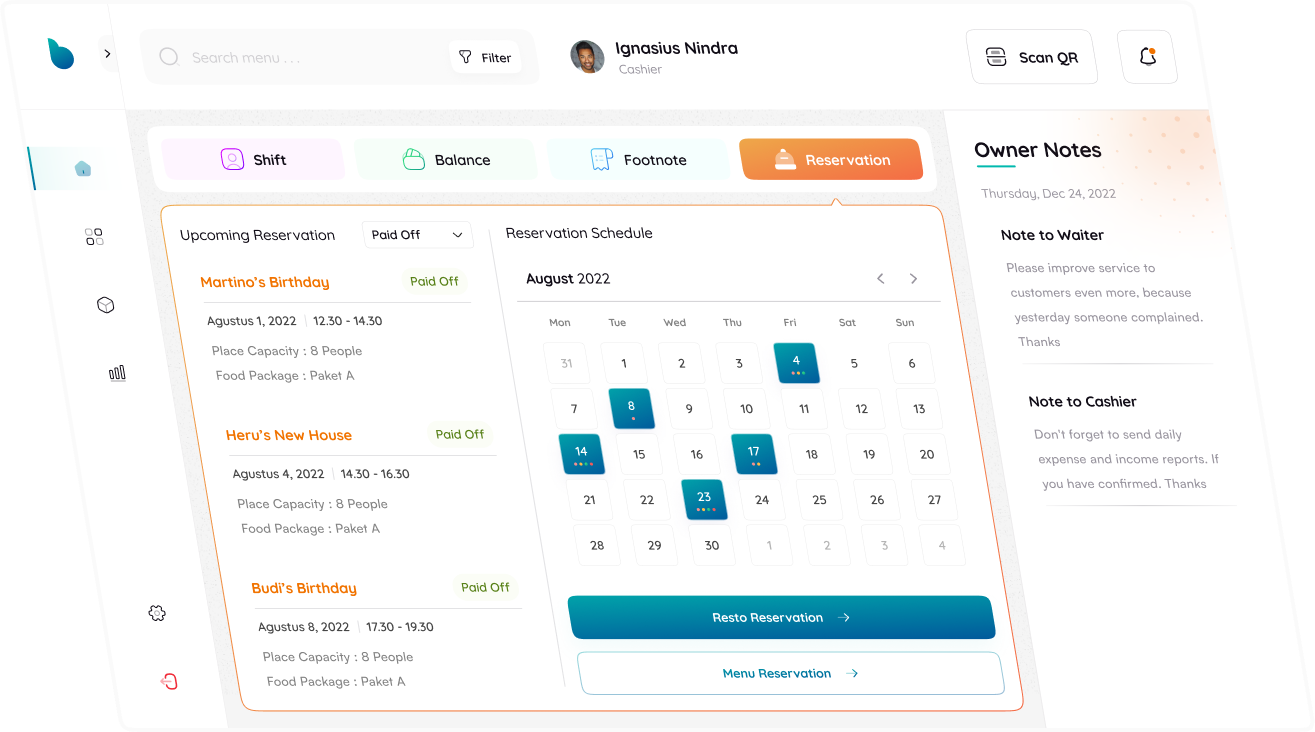 Search menu . . .
Filter
Ignasius Nindra
Cashier
Scan QR
Shift
Balance
Footnote
Reservation
Upcoming Reservation
Paid Off
Martino's Birthday
Paid Off
Agustus 1, 2022
12.30 - 14.30
Place Capacity : 8 People
Food Package : Paket A
Heru's New House
Paid Off
Agustus 4, 2022
14.30 - 16.30
Place Capacity : 8 People
Food Package : Paket A
Budi's Birthday
Paid Off
Agustus 8, 2022
17.30 - 19.30
Place Capacity : 8 People
Food Package : Paket A
Reservation Schedule
August 2022
Mon Tue Wed Thu Fri Sat Sun
31 1 2 3 4 5 6
7 8 9 10 11 12 13
14 15 16 17 18 19 20
21 22 23 24 25 26 27
28 29 30 1 2 3 4
Resto Reservation
Menu Reservation
Owner Notes
Thursday, Dec 24, 2022
Note to Waiter
Please improve service to
customers even more, because
yesterday someone complained.
Thanks
Note to Cashier
Don't forget to send daily
expense and income reports. If
you have confirmed. Thanks